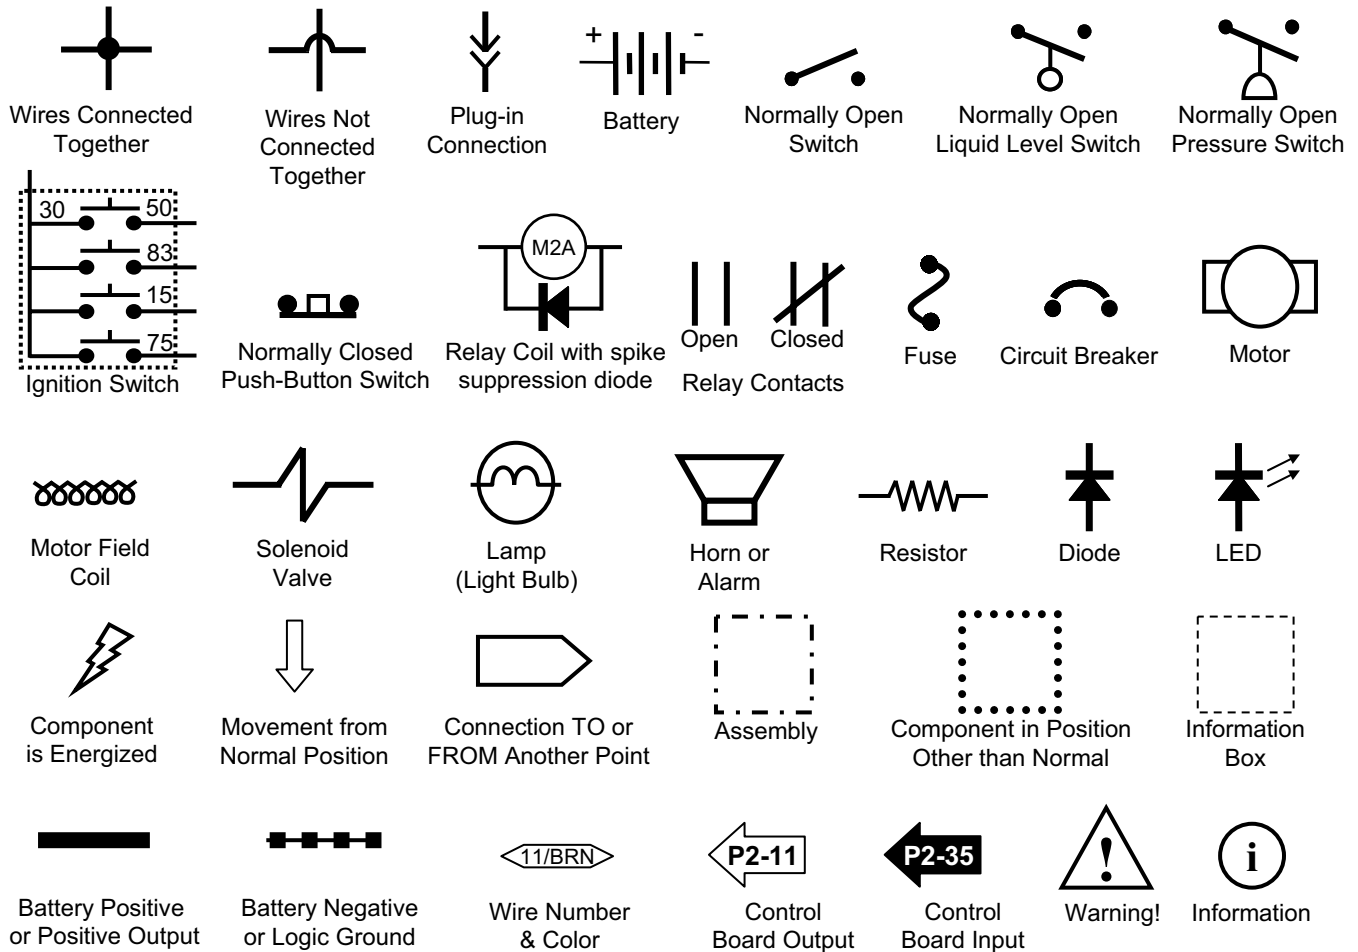 + -
Wires Connected
Together
Wires Not
Connected
Together
Plug-in
Connection
Battery
Normally Open
Switch
Normally Open
Liquid Level Switch
Normally Open
Pressure Switch
30 50
83
15
75
Ignition Switch
Normally Closed
Push-Button Switch
M2A
Relay Coil with spike
suppression diode
Open Closed
Relay Contacts
Fuse
Circuit Breaker
Motor
Motor Field
Coil
Solenoid
Valve
Lamp
(Light Bulb)
Horn or
Alarm
Resistor
Diode
LED
Component
is Energized
Movement from
Normal Position
Connection TO or
FROM Another Point
Assembly
Component in Position
Other than Normal
Information
Box
Battery Positive
or Positive Output
Battery Negative
or Logic Ground
11/BRN
Wire Number
& Color
P2-11
Control
Board Output
P2-35
Control
Board Input
!
Warning!
i
Information